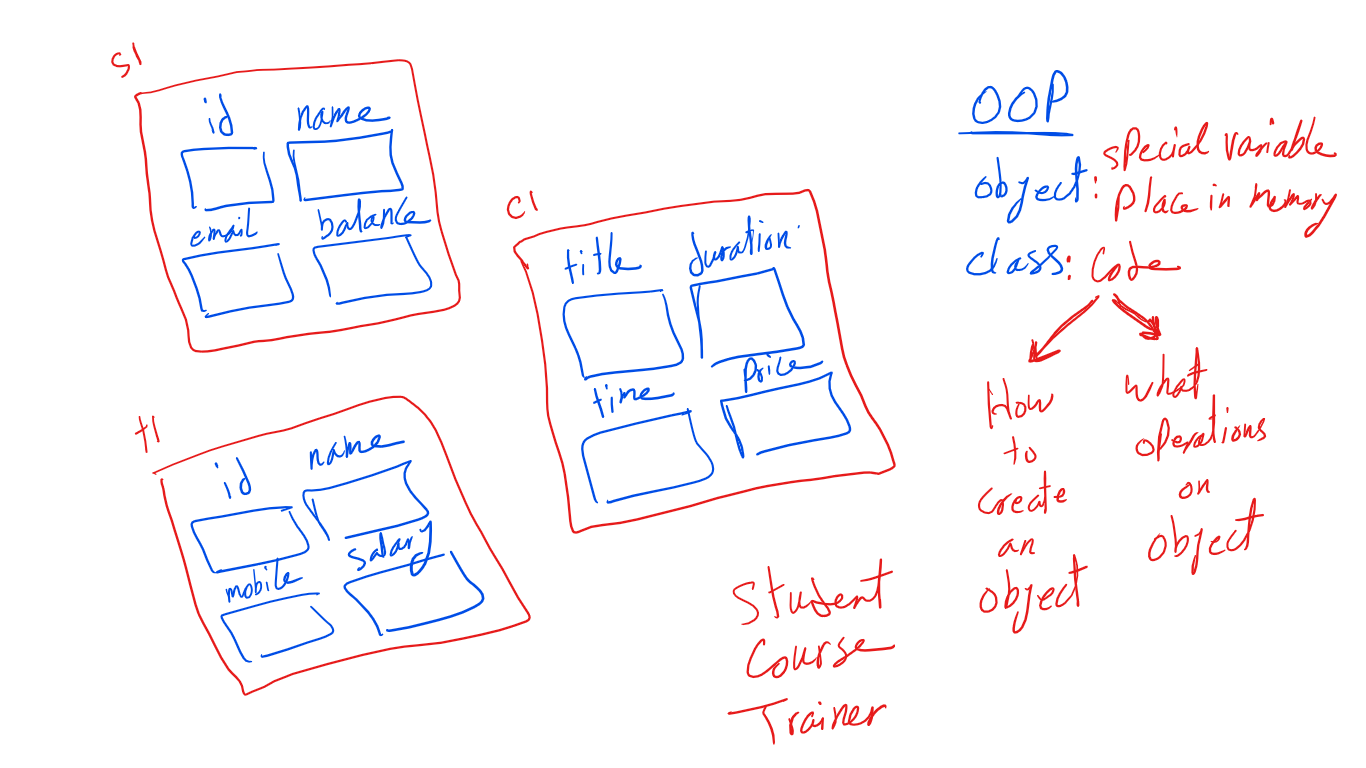 s1
id name
email balance
t1
id name
mobile salary
c1
title duration
time price
OOP
object: special variable
place in memory
class: Code
How to create an object
what operations on object
Student
Course
Trainer